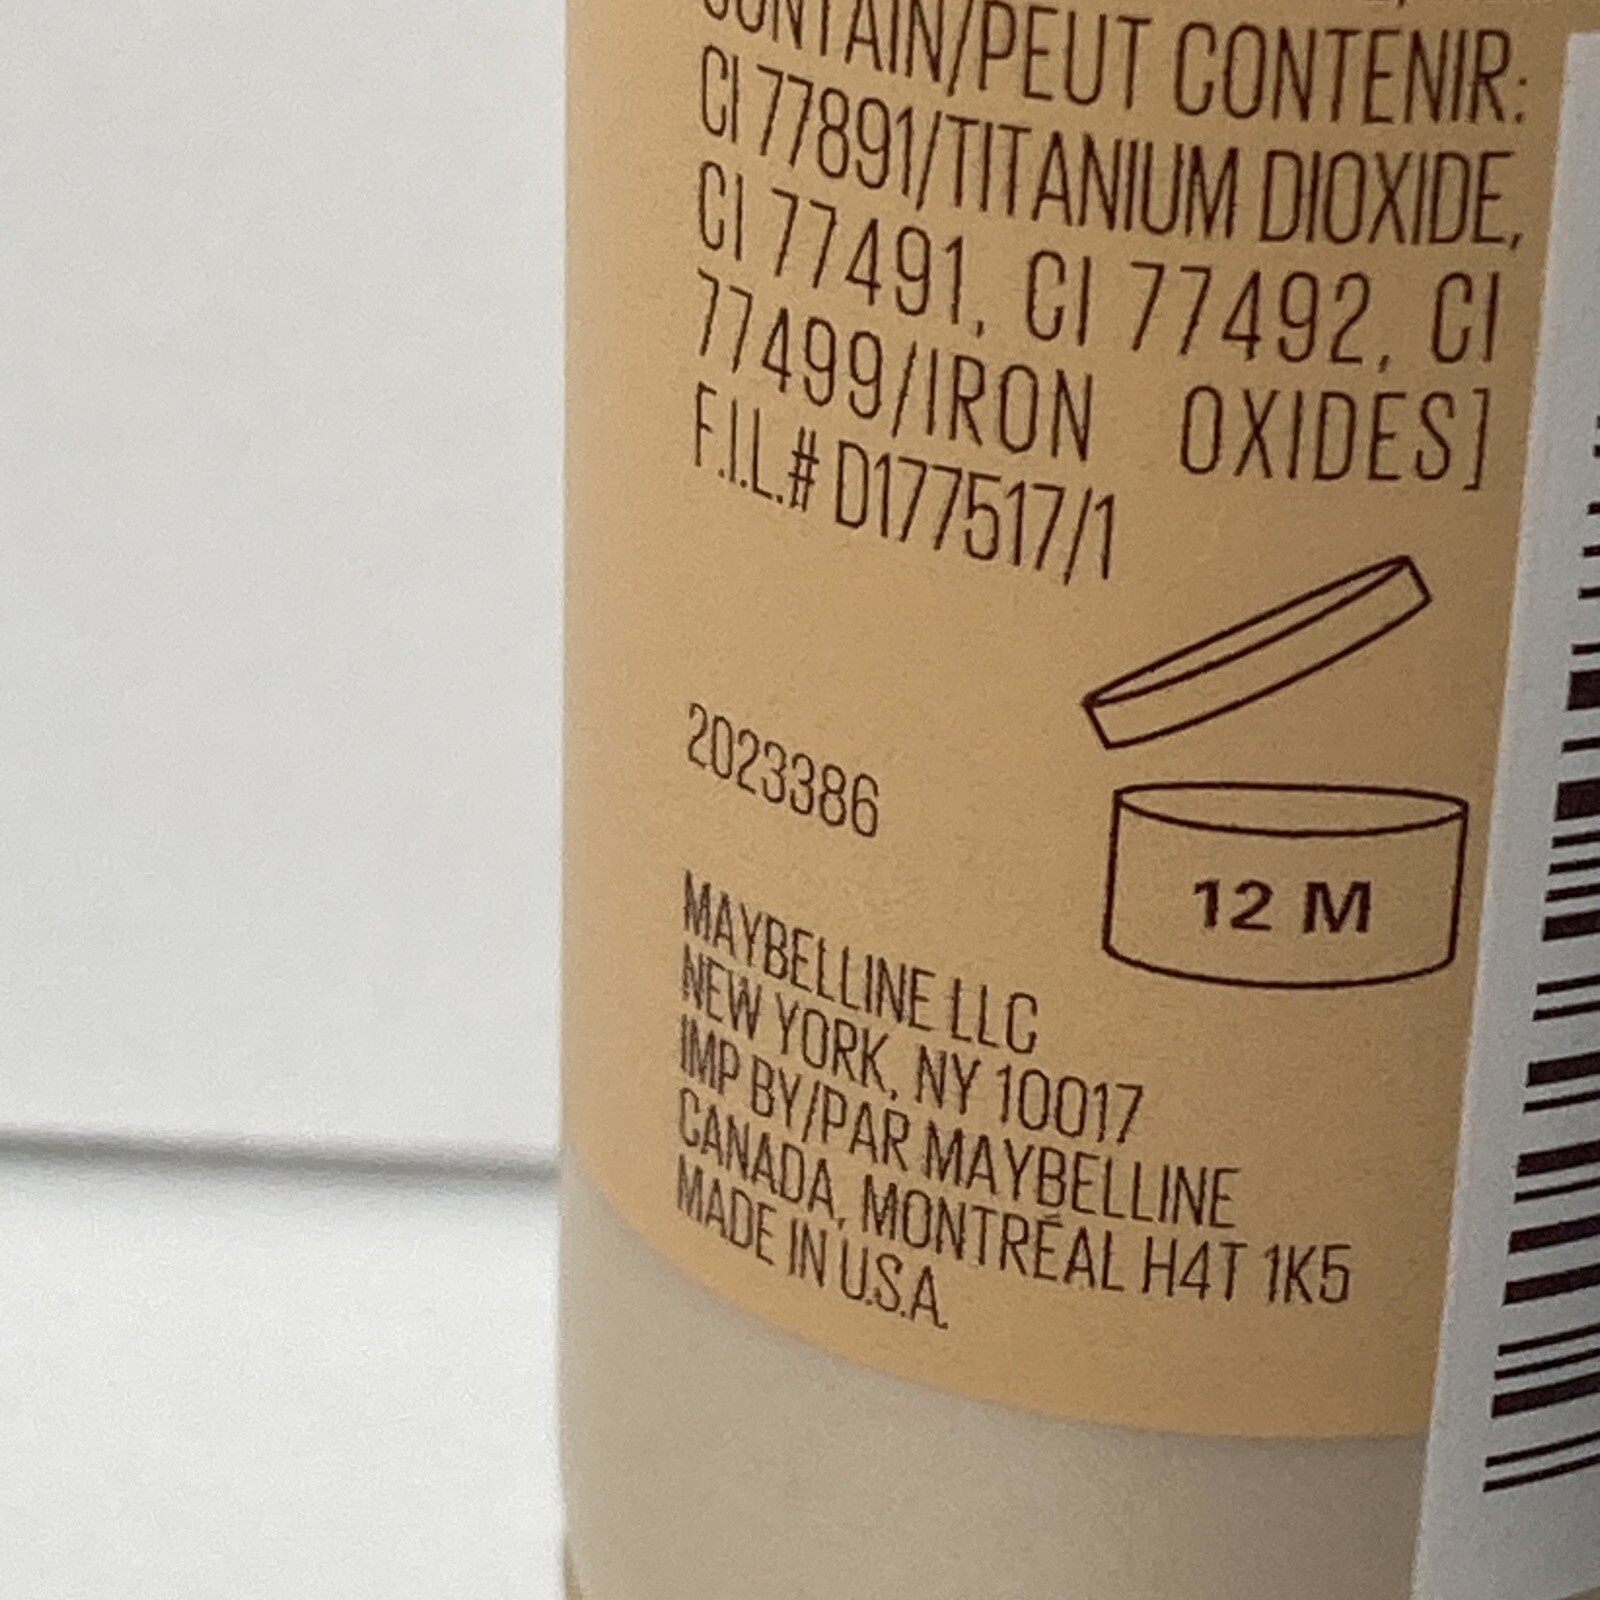 CONTAIN/PEUT CONTENIR:
CI 77891/TITANIUM DIOXIDE,
CI 77491, CI 77492, CI
77499/IRON OXIDES]
F.I.L.# D177517/1
2023386
12 M
MAYBELLINE LLC
NEW YORK, NY 10017
IMP BY/PAR MAYBELLINE
CANADA, MONTRÉAL H4T 1K5
MADE IN U.S.A.